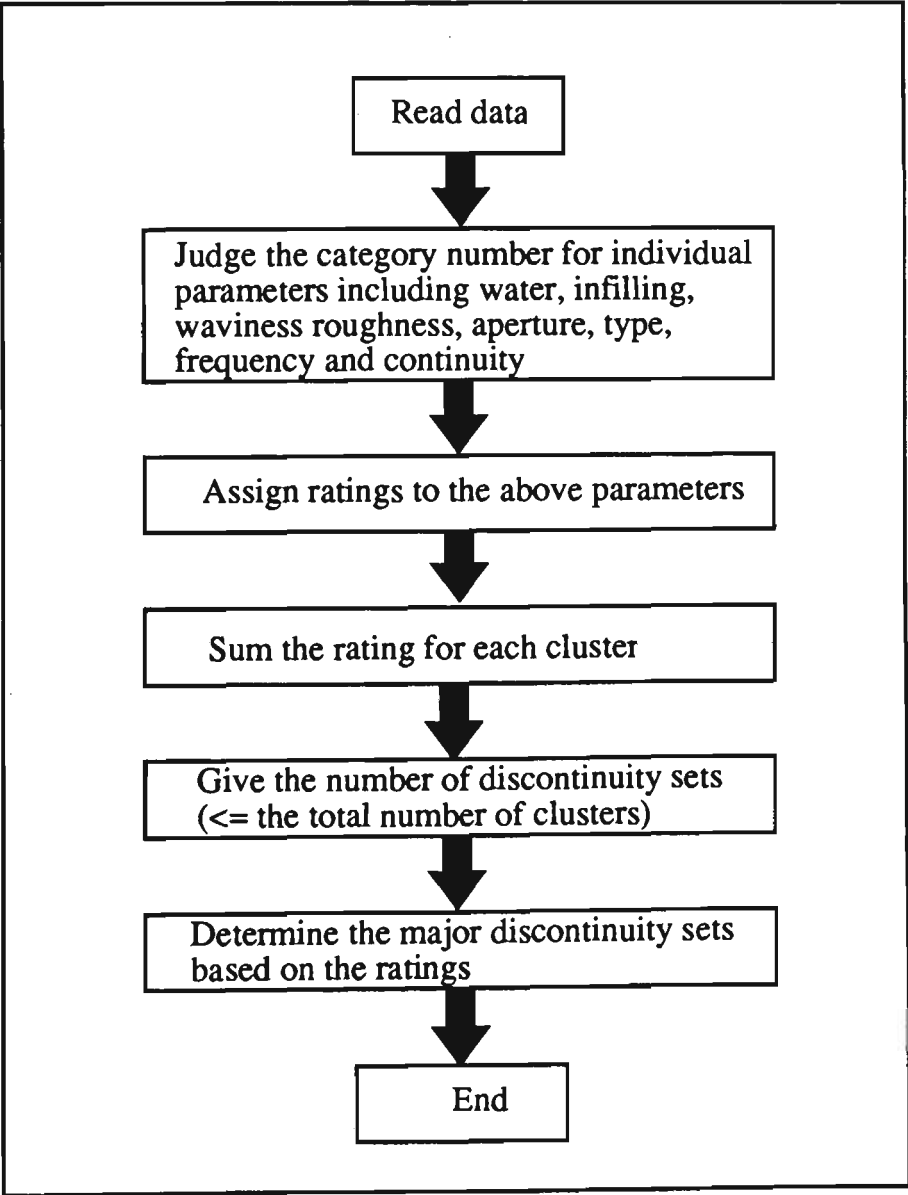 Read data
Judge the category number for individual
parameters including water, infilling,
waviness roughness, aperture, type,
frequency and continuity
Assign ratings to the above parameters
Sum the rating for each cluster
Give the number of discontinuity sets
(<= the total number of clusters)
Determine the major discontinuity sets
based on the ratings
End